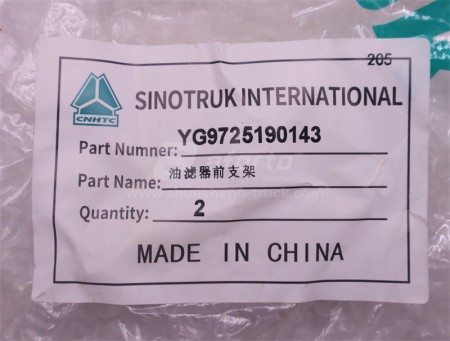 205
SINOTRUK INTERNATIONAL
CNHTC
Part Numner: YG9725190143
Part Name: 油滤器前支架
Quantity: 2
MADE IN CHINA